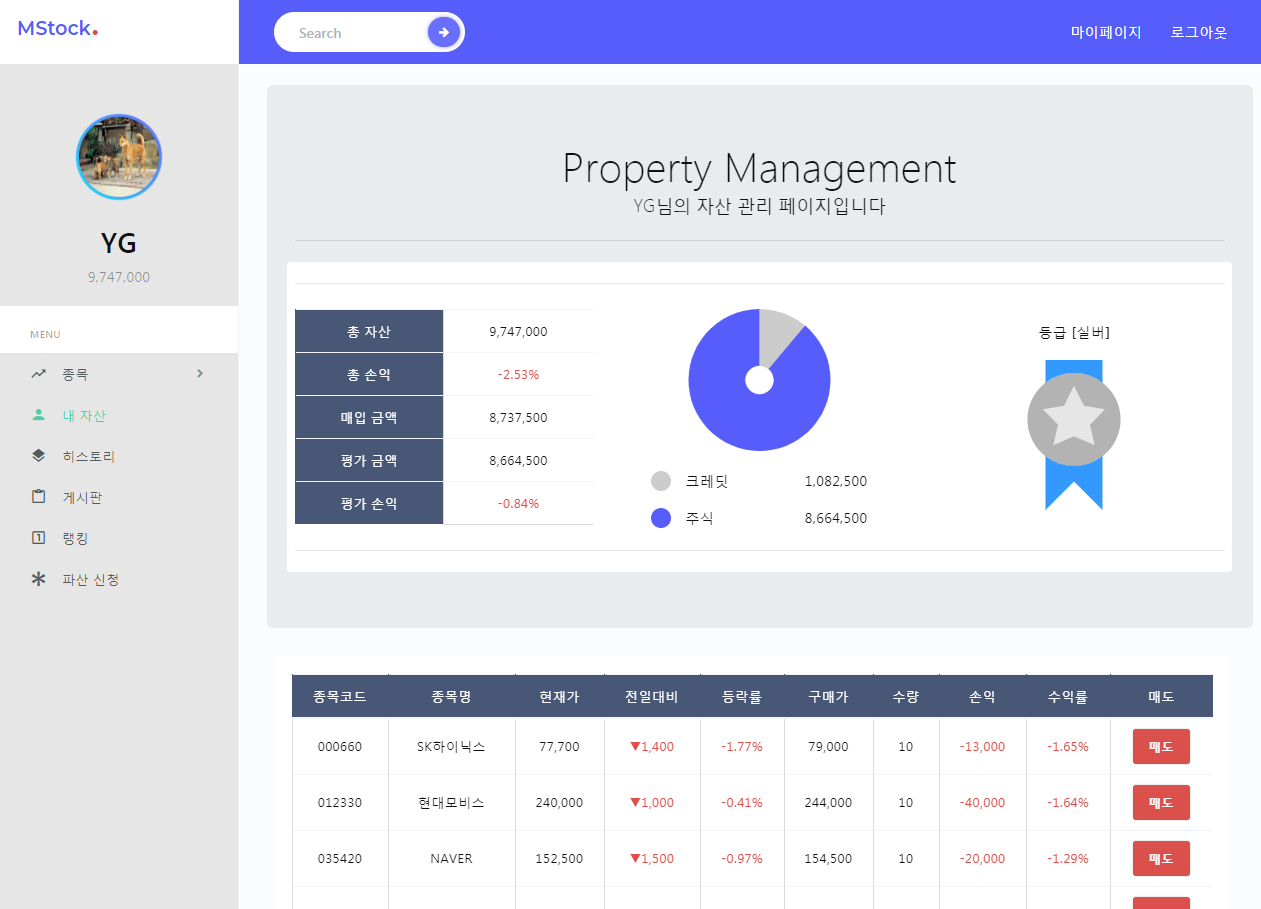 MStock.
Search
마이페이지
로그아웃
YG
9,747,000
MENU
종목
내 자산
히스토리
게시판
랭킹
파산 신청
Property Management
YG님의 자산 관리 페이지입니다
총 자산 9,747,000
총 손익 -2.53%
매입 금액 8,737,500
평가 금액 8,664,500
평가 손익 -0.84%
크레딧 1,082,500
주식 8,664,500
등급 [실버]
종목코드 종목명 현재가 전일대비 등락률 구매가 수량 손익 수익률 매도
000660 SK하이닉스 77,700 ▼1,400 -1.77% 79,000 10 -13,000 -1.65% 매도
012330 현대모비스 240,000 ▼1,000 -0.41% 244,000 10 -40,000 -1.64% 매도
035420 NAVER 152,500 ▼1,500 -0.97% 154,500 10 -20,000 -1.29% 매도